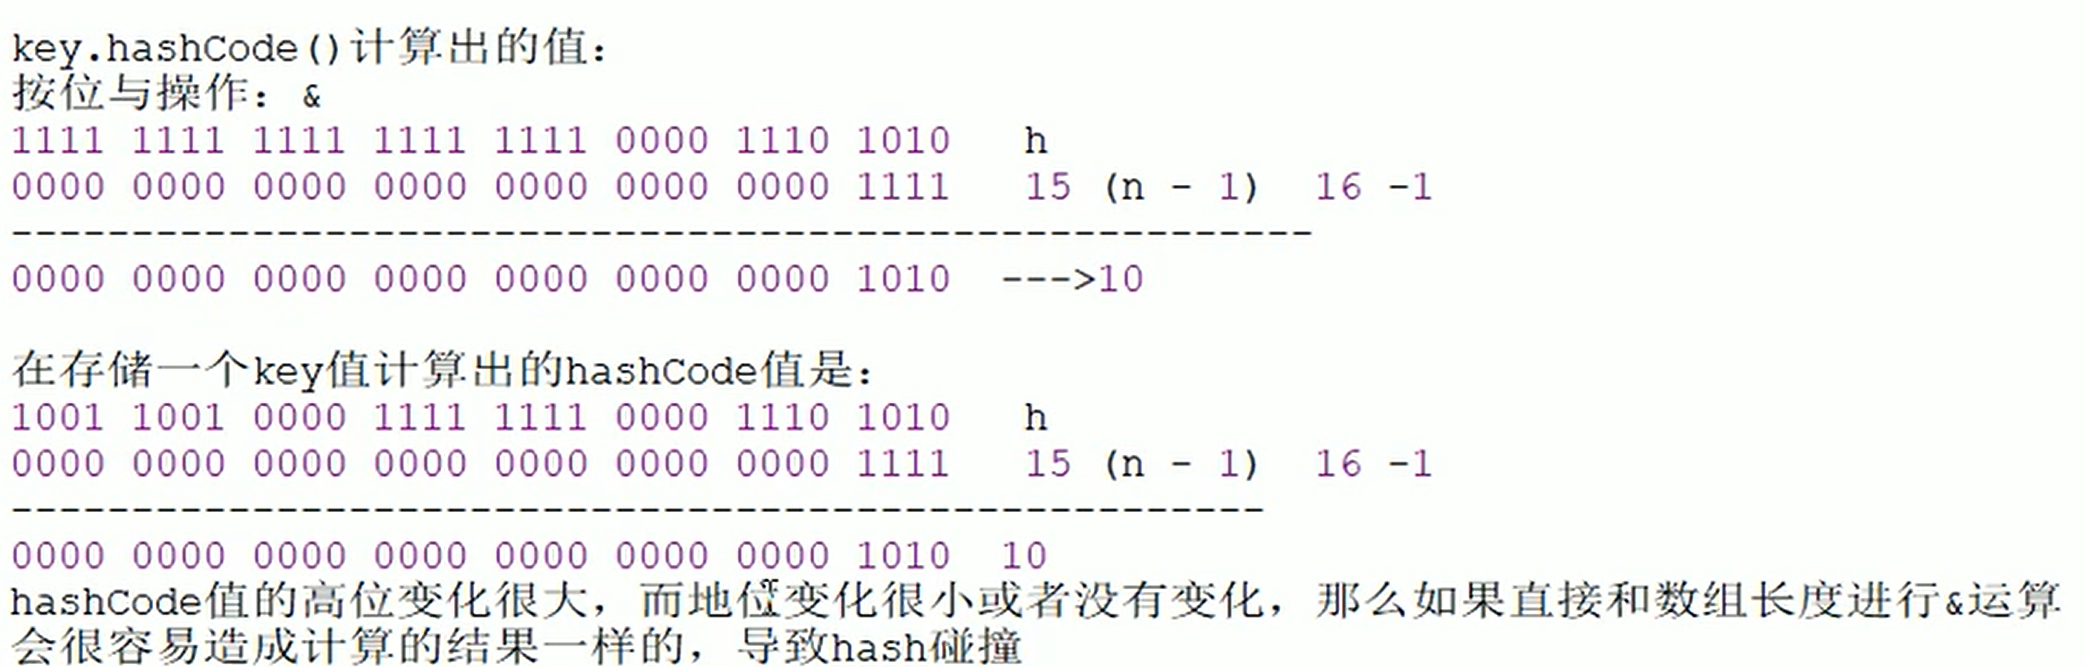 key.hashCode()计算出的值：
按位与操作：&
1111 1111 1111 1111 1111 0000 1110 1010 h
0000 0000 0000 0000 0000 0000 0000 1111 15 (n - 1) 16 -1
------------------------------------------------------
0000 0000 0000 0000 0000 0000 0000 1010 --->10
在存储一个key值计算出的hashCode值是：
1001 1001 0000 1111 1111 0000 1110 1010 h
0000 0000 0000 0000 0000 0000 0000 1111 15 (n - 1) 16 -1
----------------------------------------------------
0000 0000 0000 0000 0000 0000 0000 1010 10
hashCode值的高位变化很大，而地位变化很小或者没有变化，那么如果直接和数组长度进行&运算
会很容易造成计算的结果一样的，导致hash碰撞